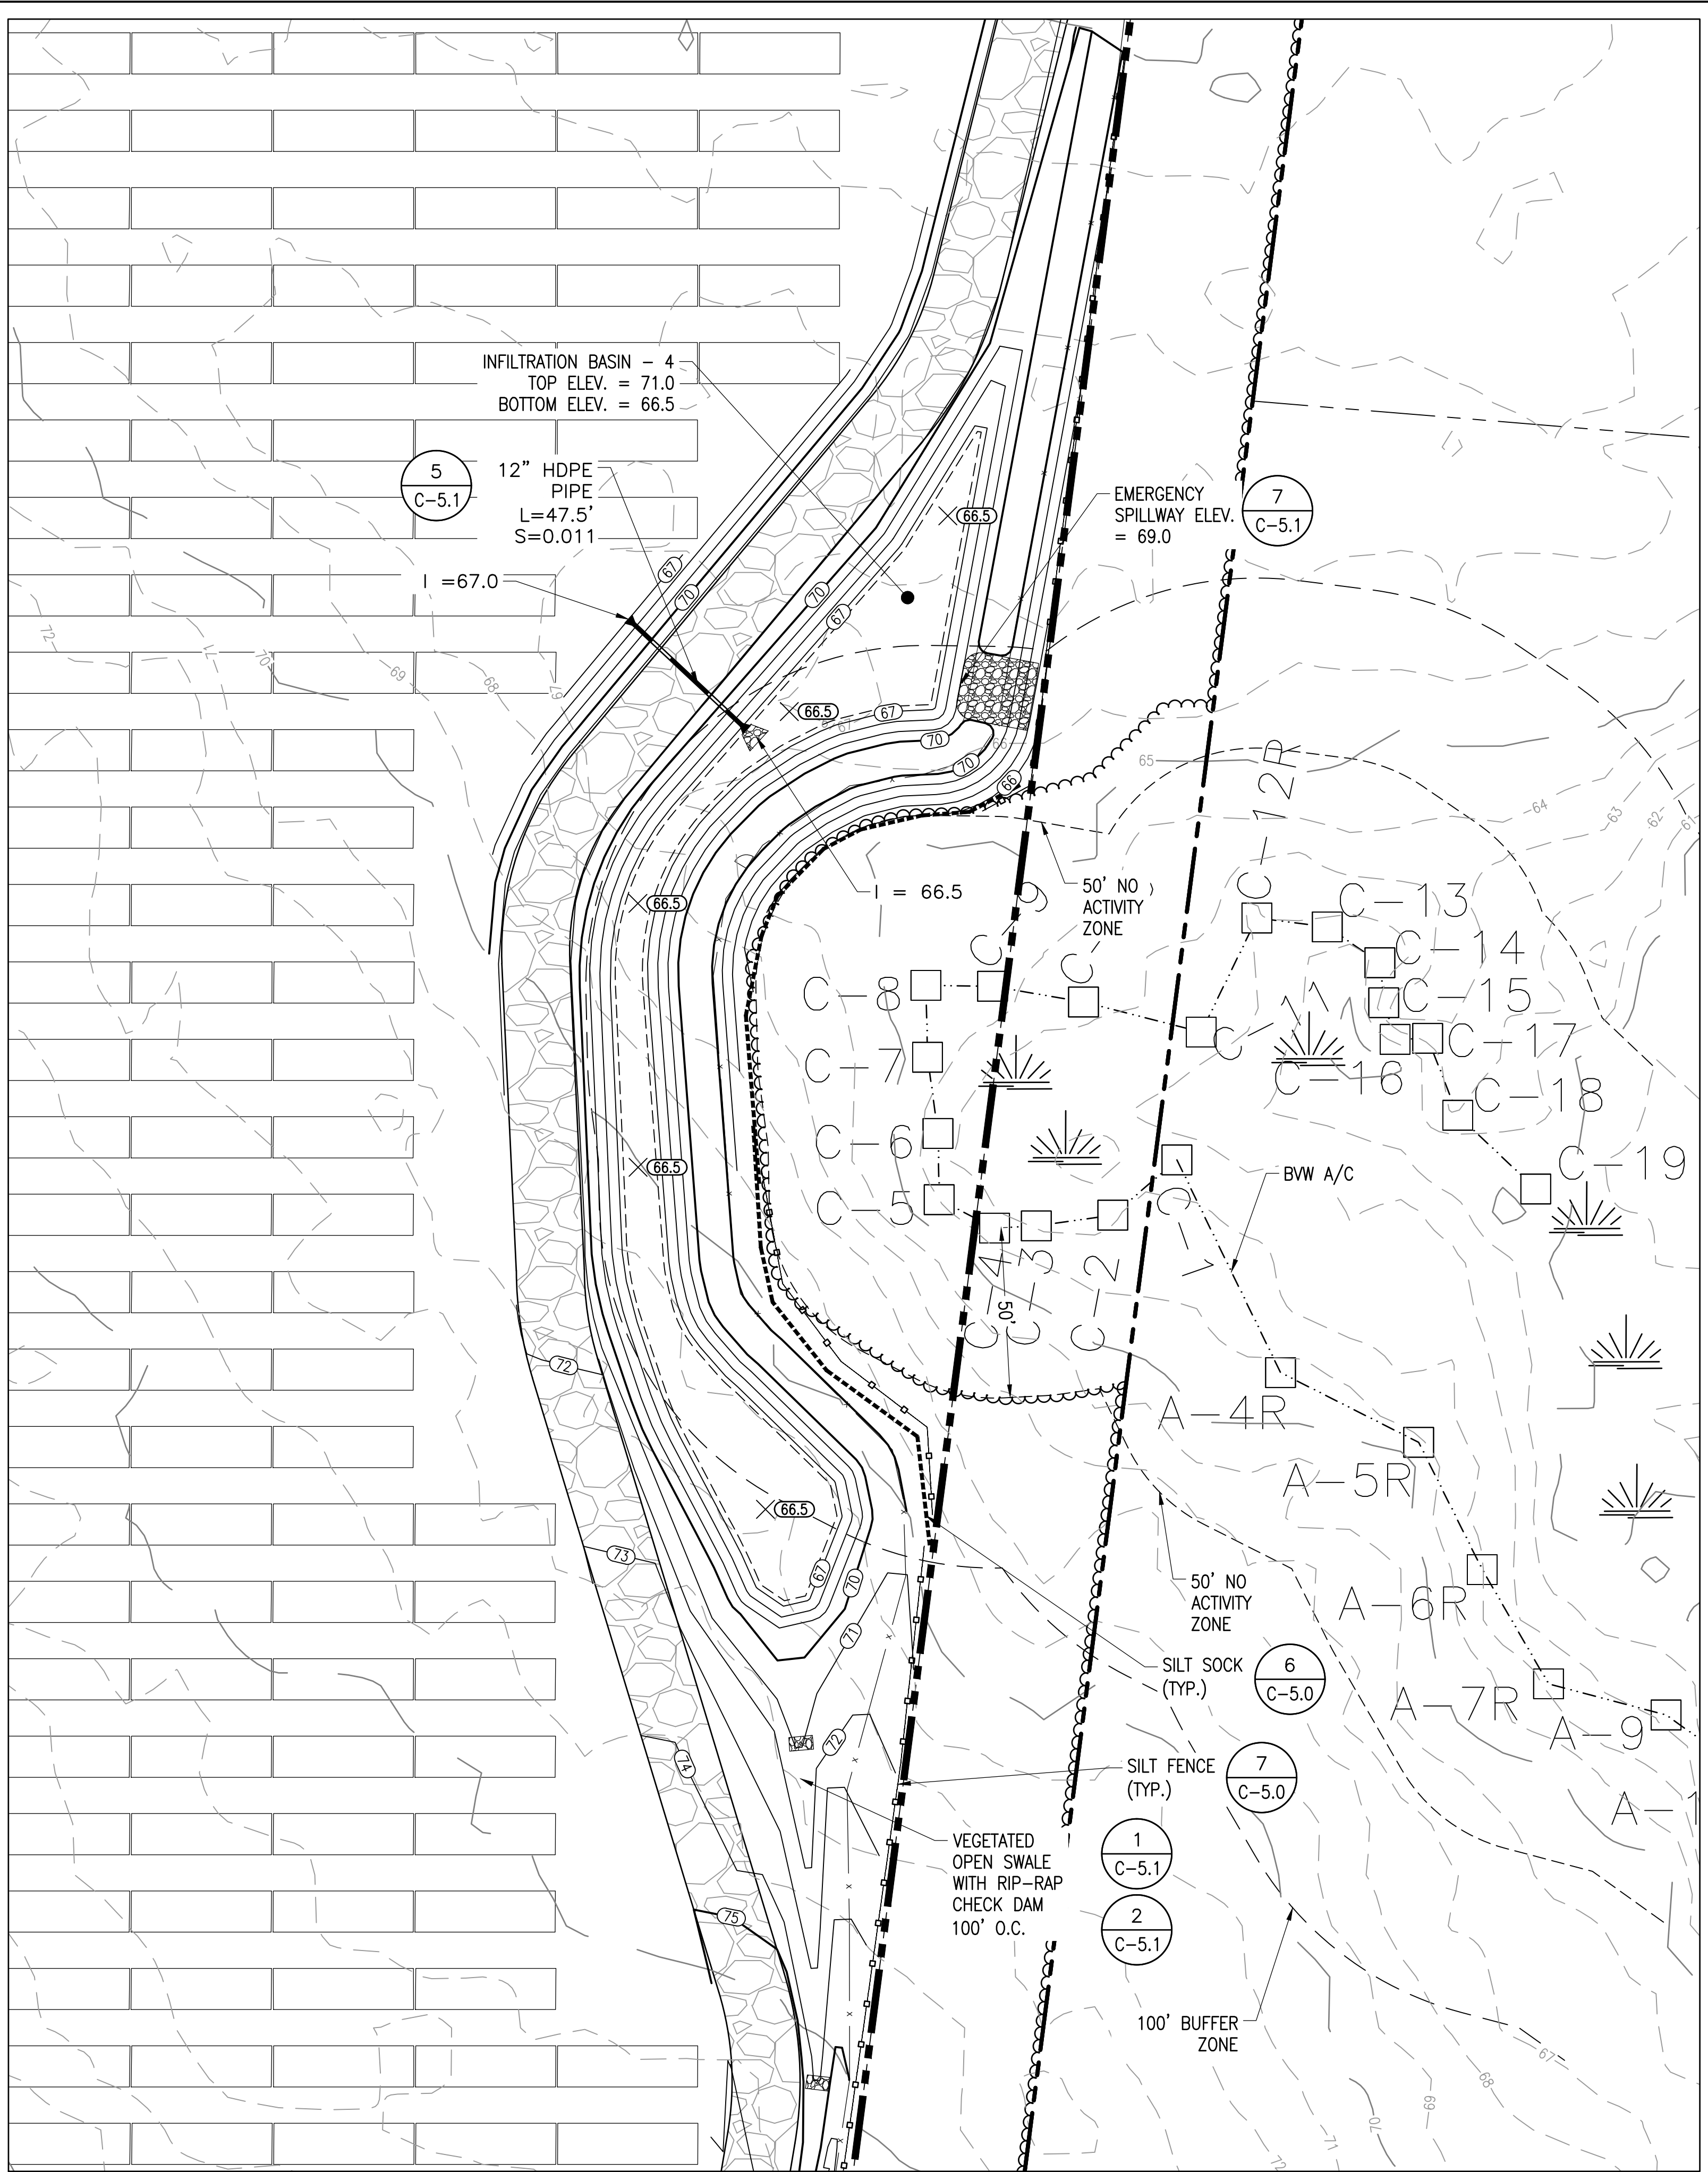 INFILTRATION BASIN - 4
TOP ELEV. = 71.0
BOTTOM ELEV. = 66.5
5
C-5.1
12" HDPE
PIPE
L=47.5'
S=0.011
I =67.0
EMERGENCY
SPILLWAY ELEV.
= 69.0
7
C-5.1
66.5
67
70
70
67
72
71
70
69
68
67
66.5
67
67
70
66
70
66
65
64
63
62
61
I = 66.5
66.5
50' NO
ACTIVITY
ZONE
C-12R
C-13
C-14
C-15
C-17
C-16
C-18
C-19
C-11
C
C 9
C-8
C-7
C-6
C-5
C-4
C-3
C-2
C-1
50'
BVW A/C
66.5
72
A-4R
A-5R
A-6R
A-7R
A-9
A-1
66.5
73
67
70
71
50' NO
ACTIVITY
ZONE
SILT SOCK
(TYP.)
6
C-5.0
72
74
SILT FENCE
(TYP.)
7
C-5.0
VEGETATED
OPEN SWALE
WITH RIP-RAP
CHECK DAM
100' O.C.
1
C-5.1
2
C-5.1
75
100' BUFFER
ZONE
67
68
69
70
71
72